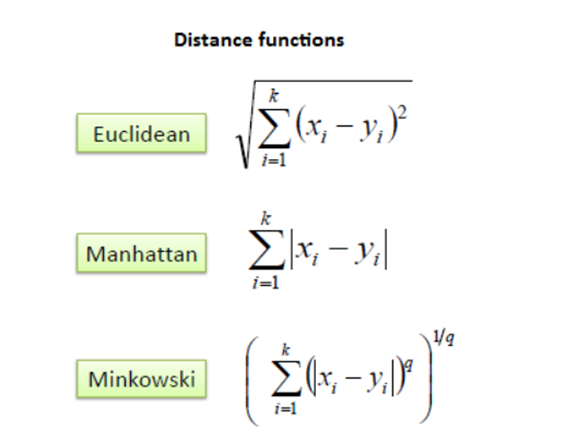 Distance functions
Euclidean √∑_{i=1}^{k}(x_i − y_i)²
Manhattan ∑_{i=1}^{k}|x_i − y_i|
Minkowski (∑_{i=1}^{k}(|x_i − y_i|)^q)^{1/q}